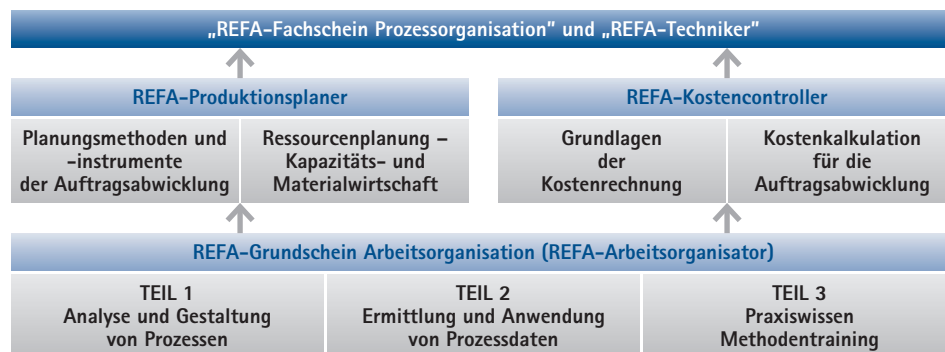 „REFA-Fachschein Prozessorganisation” und „REFA-Techniker”
REFA-Produktionsplaner
Planungsmethoden und
-instrumente
der Auftragsabwicklung
Ressourcenplanung –
Kapazitäts- und
Materialwirtschaft
REFA-Kostencontroller
Grundlagen
der
Kostenrechnung
Kostenkalkulation
für die
Auftragsabwicklung
REFA-Grundschein Arbeitsorganisation (REFA-Arbeitsorganisator)
TEIL 1
Analyse und Gestaltung
von Prozessen
TEIL 2
Ermittlung und Anwendung
von Prozessdaten
TEIL 3
Praxiswissen
Methodentraining